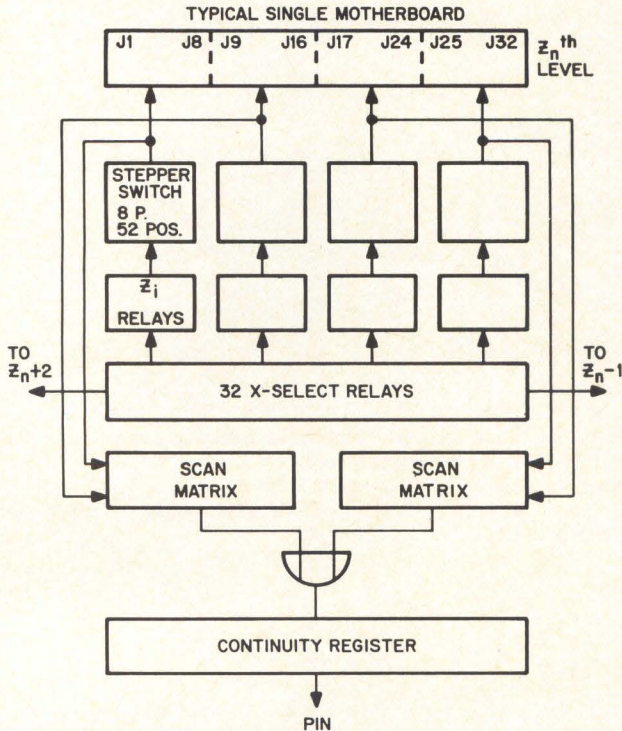 TYPICAL SINGLE MOTHERBOARD
J1 J8 J9 J16 J17 J24 J25 J32
Zn th
LEVEL
STEPPER
SWITCH
8 P.
52 POS.
Zi
RELAYS
TO
Zn+2
32 X-SELECT RELAYS
TO
Zn-1
SCAN
MATRIX
SCAN
MATRIX
CONTINUITY REGISTER
PIN